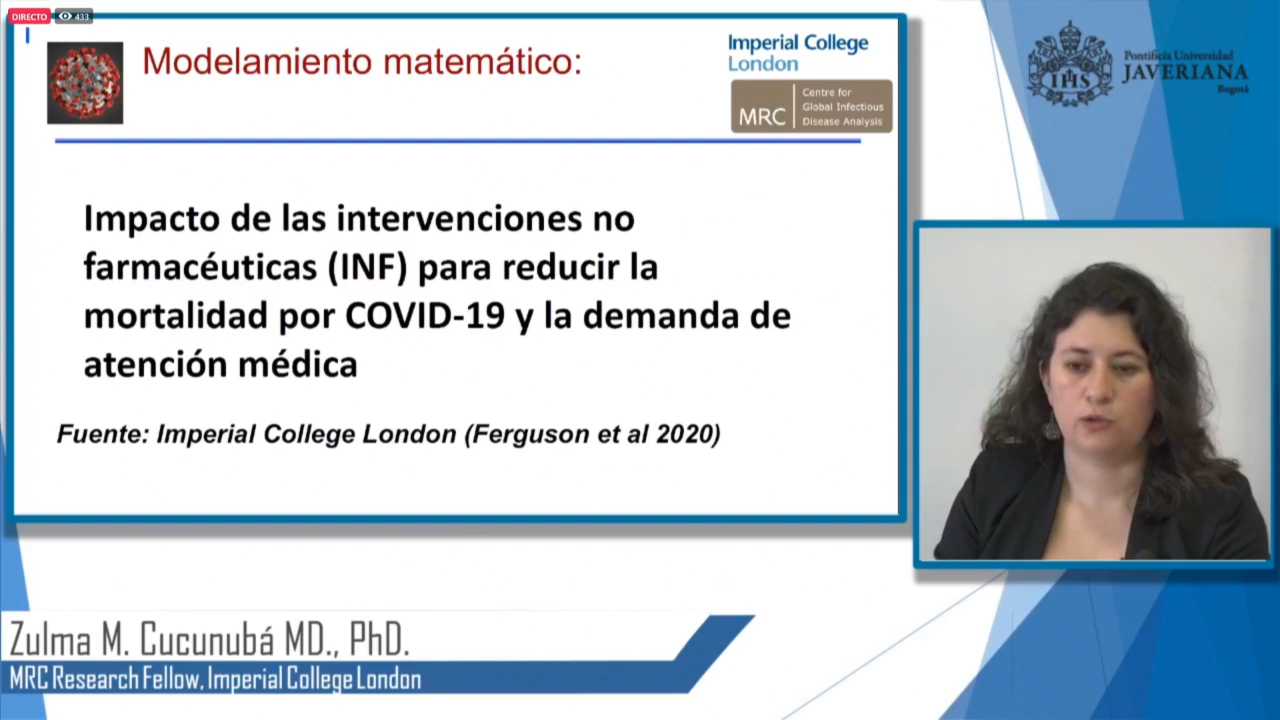 DIRECTO 433
Modelamiento matemático:
Imperial College
London
MRC
Centre for
Global Infectious
Disease Analysis
Impacto de las intervenciones no
farmacéuticas (INF) para reducir la
mortalidad por COVID-19 y la demanda de
atención médica
Fuente: Imperial College London (Ferguson et al 2020)
Pontificia Universidad
JAVERIANA
Bogotá
IHS
Zulma M. Cucunubá MD., PhD.
MRC Research Fellow, Imperial College London